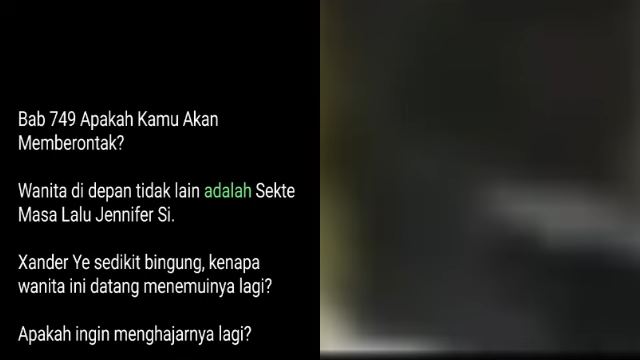 Bab 749 Apakah Kamu Akan
Memberontak?
Wanita di depan tidak lain adalah Sekte
Masa Lalu Jennifer Si.
Xander Ye sedikit bingung, kenapa
wanita ini datang menemuinya lagi?
Apakah ingin menghajarnya lagi?